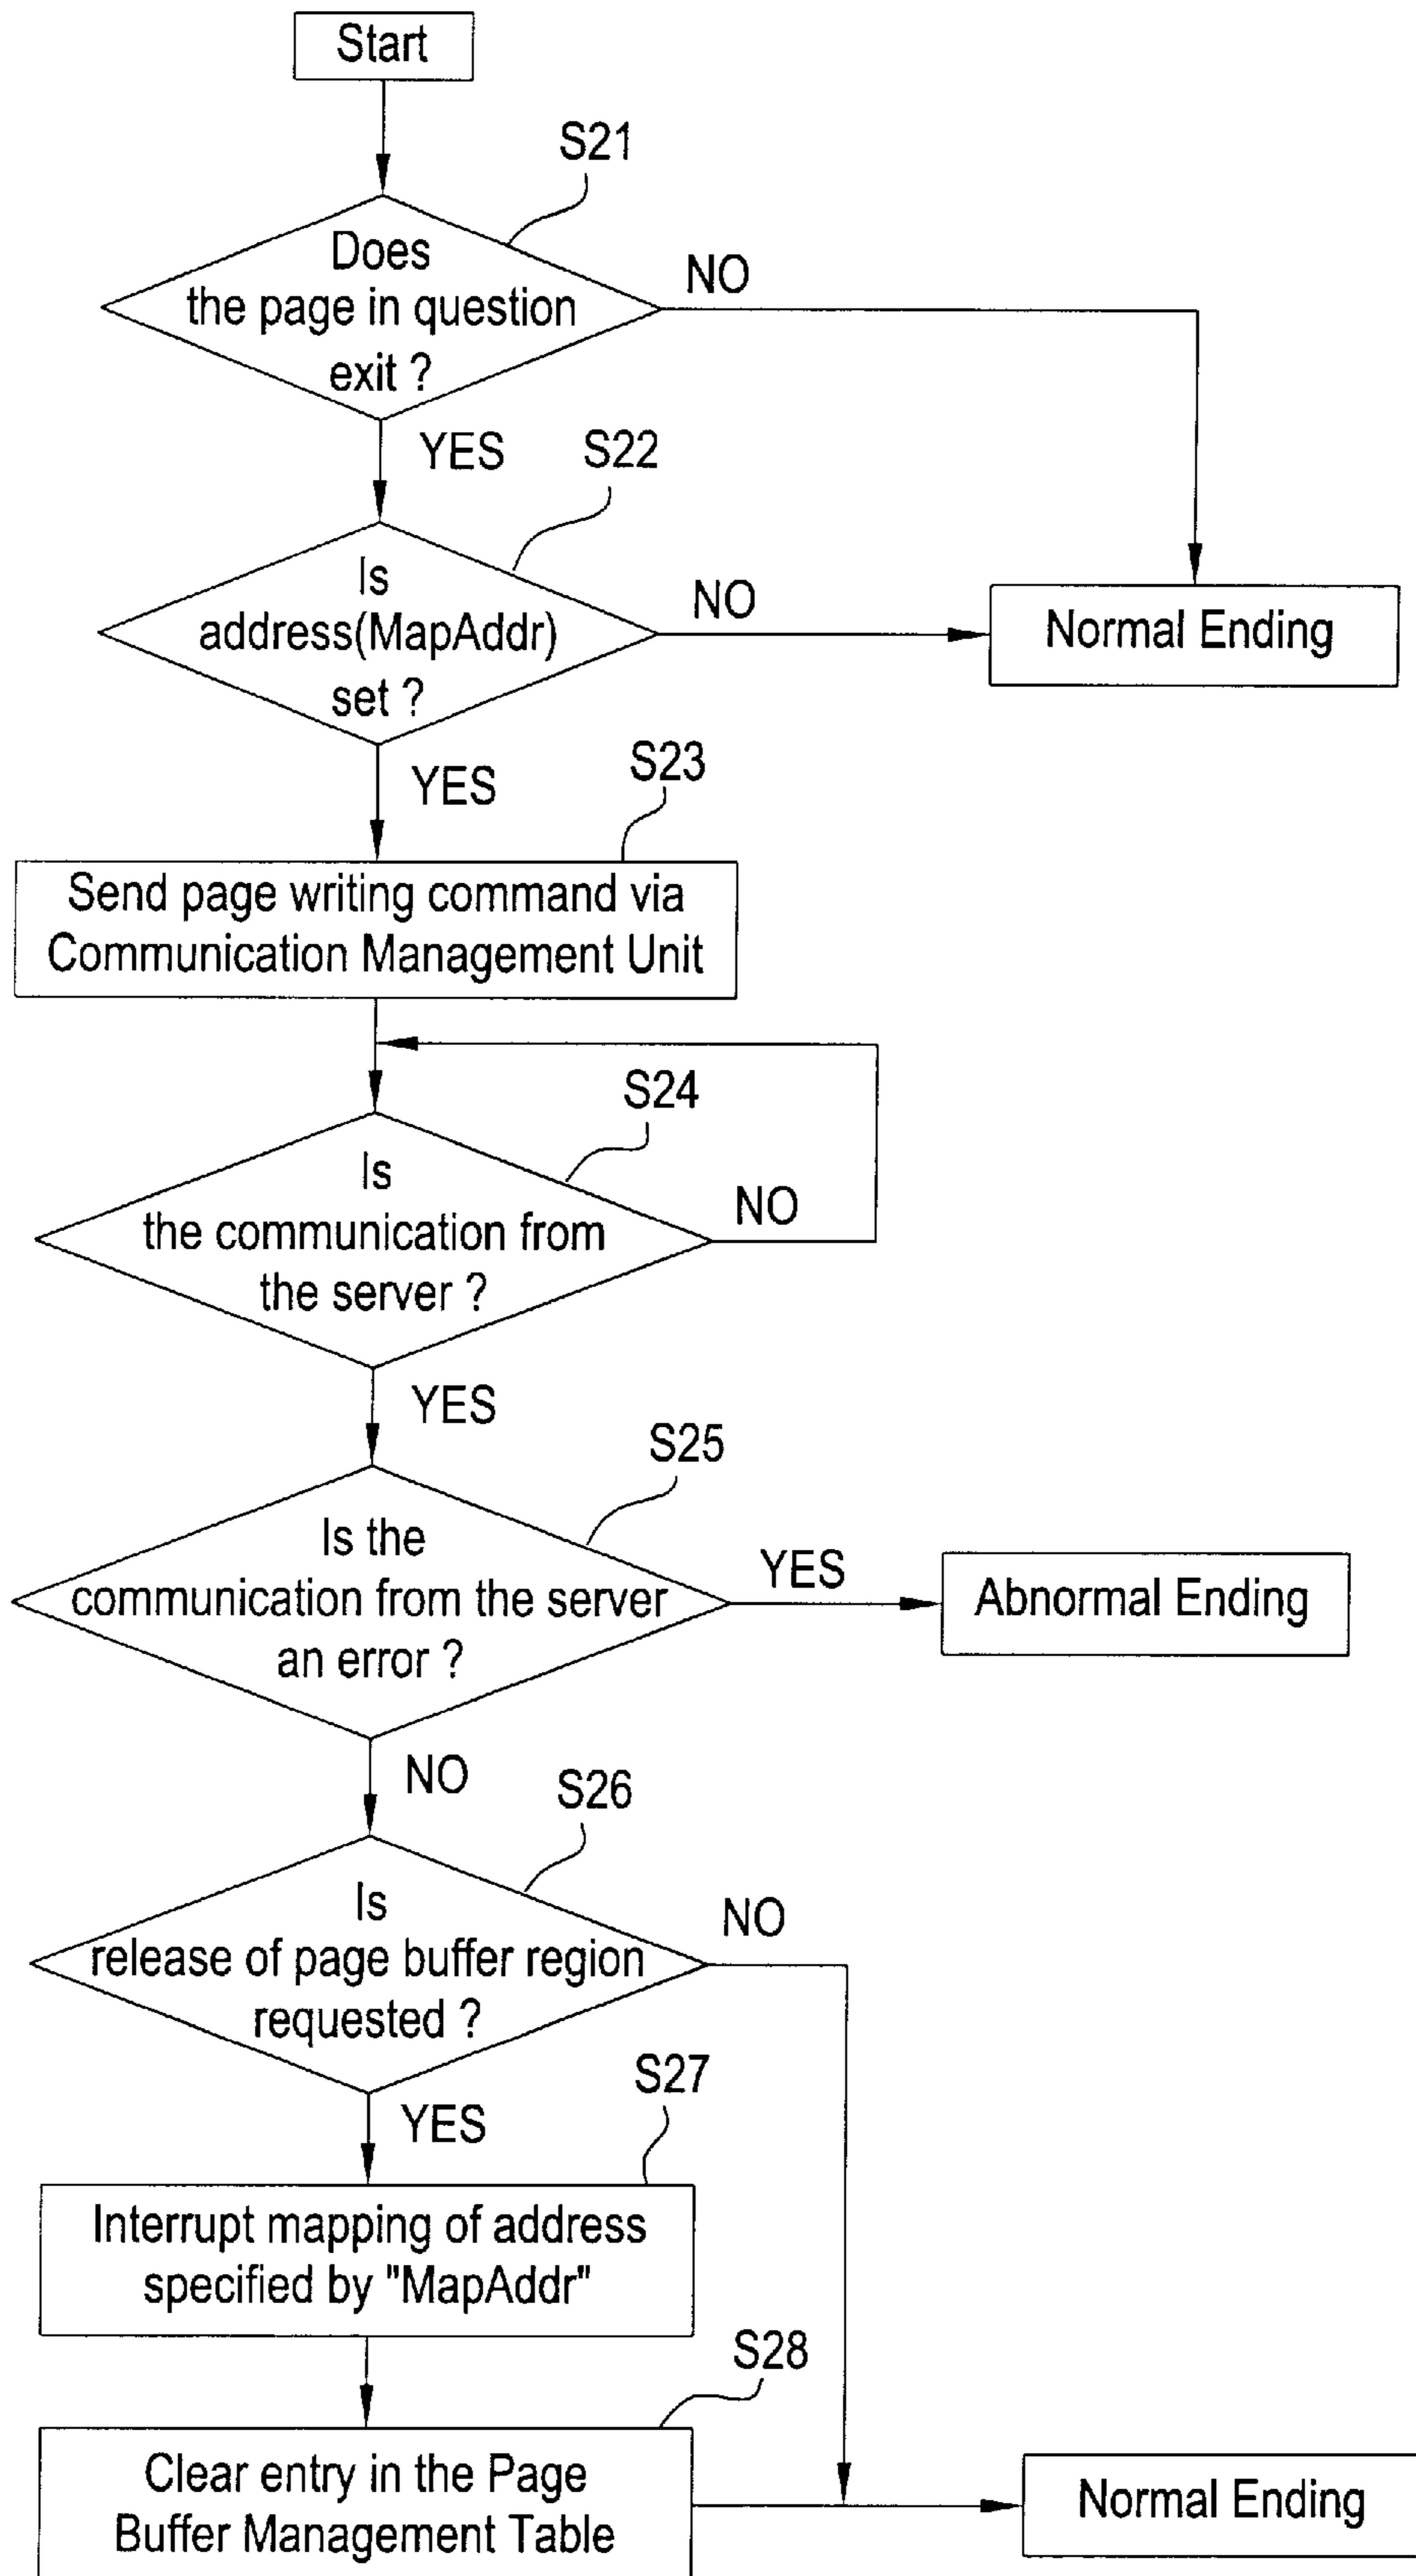 Start
S21
Does
the page in question
exit ?
NO
YES
S22
Is
address(MapAddr)
set ?
NO
Normal Ending
YES
S23
Send page writing command via
Communication Management Unit
S24
Is
the communication from
the server ?
NO
YES
S25
Is the
communication from the server
an error ?
YES
Abnormal Ending
NO
S26
Is
release of page buffer region
requested ?
NO
YES
S27
Interrupt mapping of address
specified by "MapAddr"
S28
Clear entry in the Page
Buffer Management Table
Normal Ending